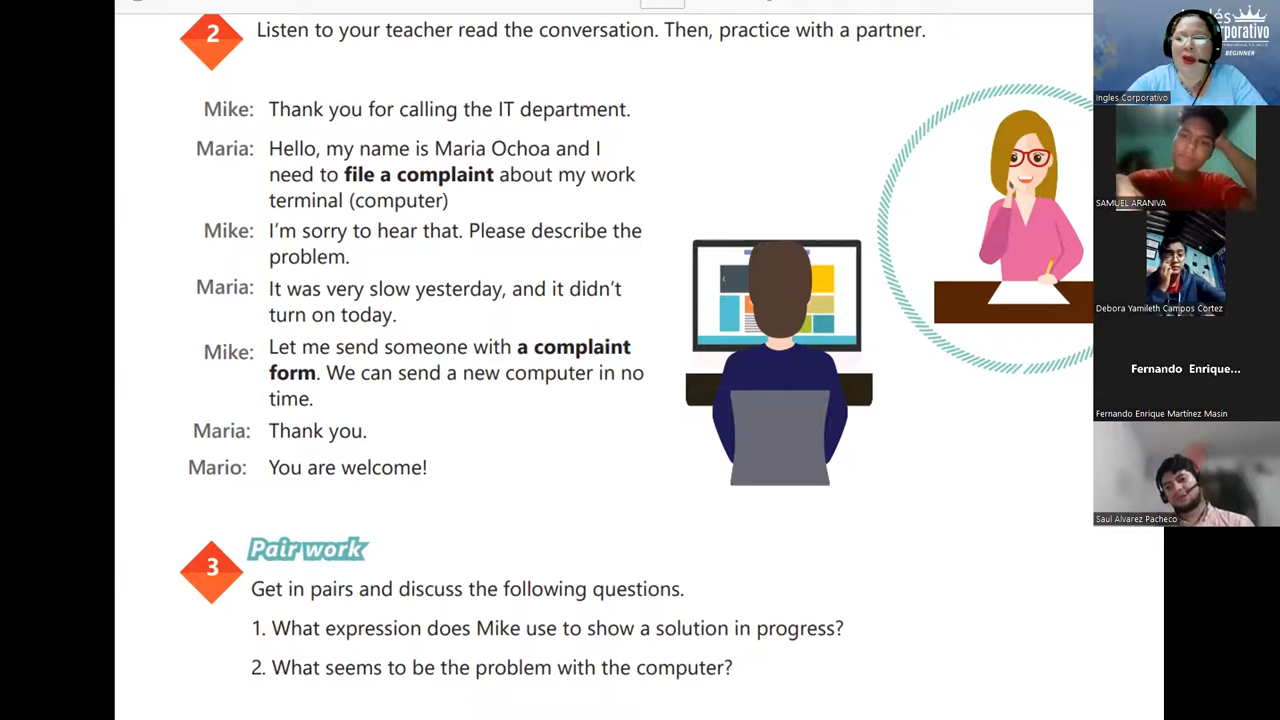 2
Listen to your teacher read the conversation. Then, practice with a partner.
Mike: Thank you for calling the IT department.
Maria: Hello, my name is Maria Ochoa and I
need to file a complaint about my work
terminal (computer)
Mike: I'm sorry to hear that. Please describe the
problem.
Maria: It was very slow yesterday, and it didn't
turn on today.
Mike: Let me send someone with a complaint
form. We can send a new computer in no
time.
Maria: Thank you.
Mario: You are welcome!
3
Pair work
Get in pairs and discuss the following questions.
1. What expression does Mike use to show a solution in progress?
2. What seems to be the problem with the computer?
BEGINNER
Ingles Corporativo
SAMUEL ARANIVA
Debora Yamileth Campos Cortez
Fernando Enrique...
Fernando Enrique Martínez Masin
Saul Alvarez Pacheco